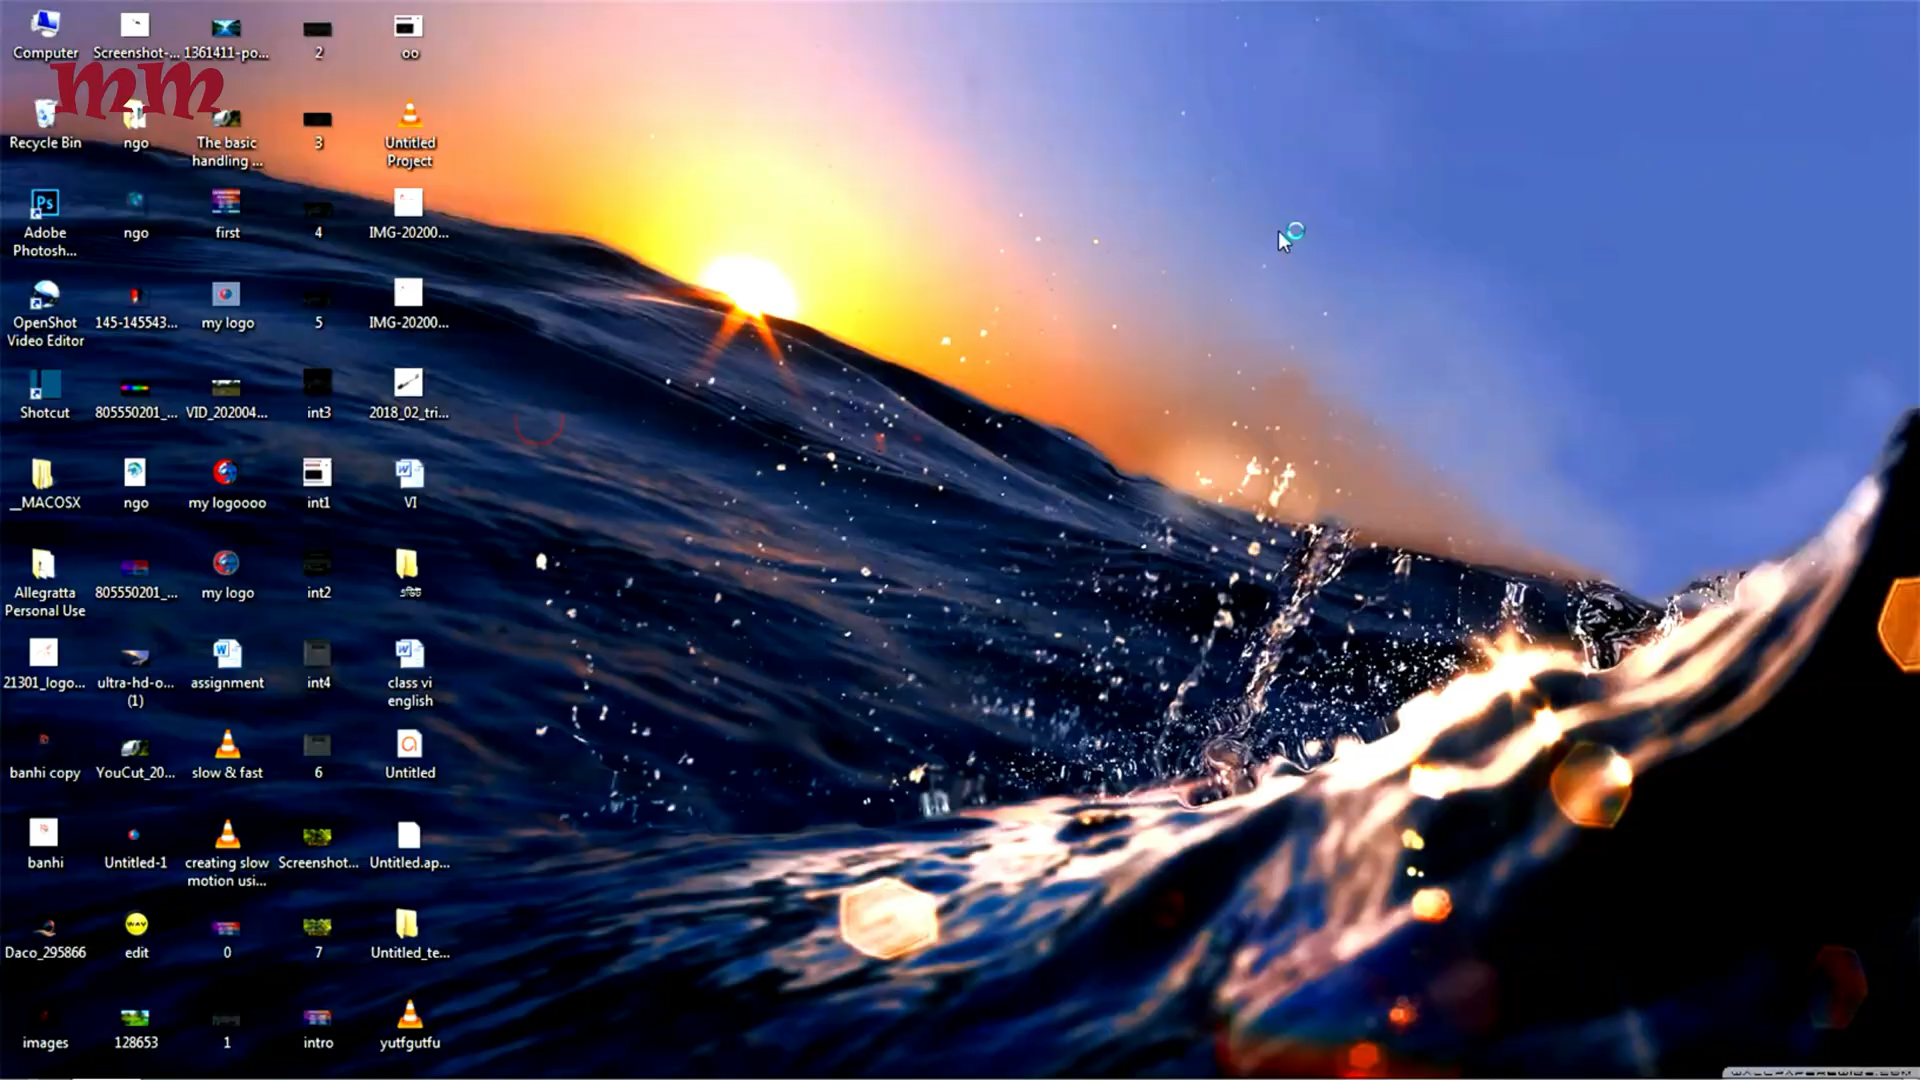 Computer
Screenshot-...
1361411-po...
2
oo
mm
Recycle Bin
ngo
The basic
handling ...
3
Untitled
Project
Ps
Adobe
Photosh...
ngo
first
4
IMG-20200...
OpenShot
Video Editor
145-145543...
my logo
5
IMG-20200...
Shotcut
805550201_...
VID_202004...
int3
2018_02_tri...
__MACOSX
ngo
my logoooo
int1
VI
Allegratta
Personal Use
805550201_...
my logo
int2
21301_logo...
ultra-hd-o...
(1)
assignment
int4
class vi
english
banhi copy
YouCut_20...
slow & fast
6
Untitled
banhi
Untitled-1
creating slow
motion usi...
Screenshot...
Untitled.ap...
Daco_295866
WAV
edit
0
7
Untitled_te...
images
128653
1
intro
yutfgutfu